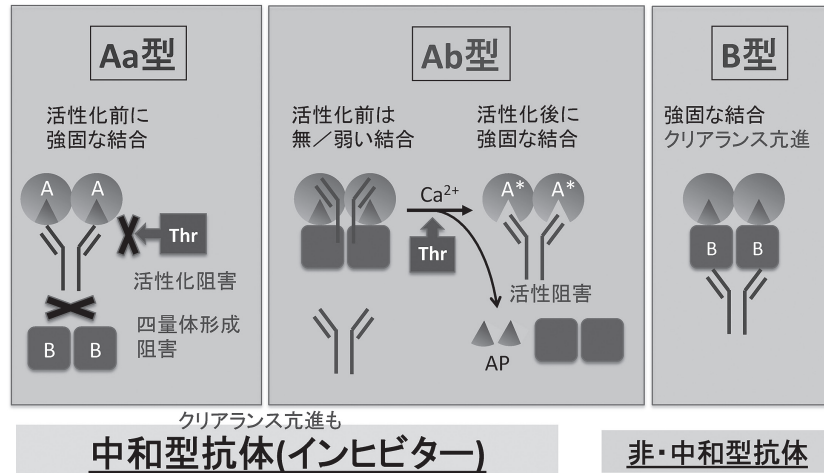 Aa型
活性化前に
強固な結合
A A
Thr
活性化阻害
四量体形成
阻害
B B
Ab型
活性化前は
無／弱い結合
活性化後に
強固な結合
Ca2+
Thr
A* A*
活性阻害
AP
B型
強固な結合
クリアランス亢進
B B
クリアランス亢進も
中和型抗体(インヒビター)
非・中和型抗体